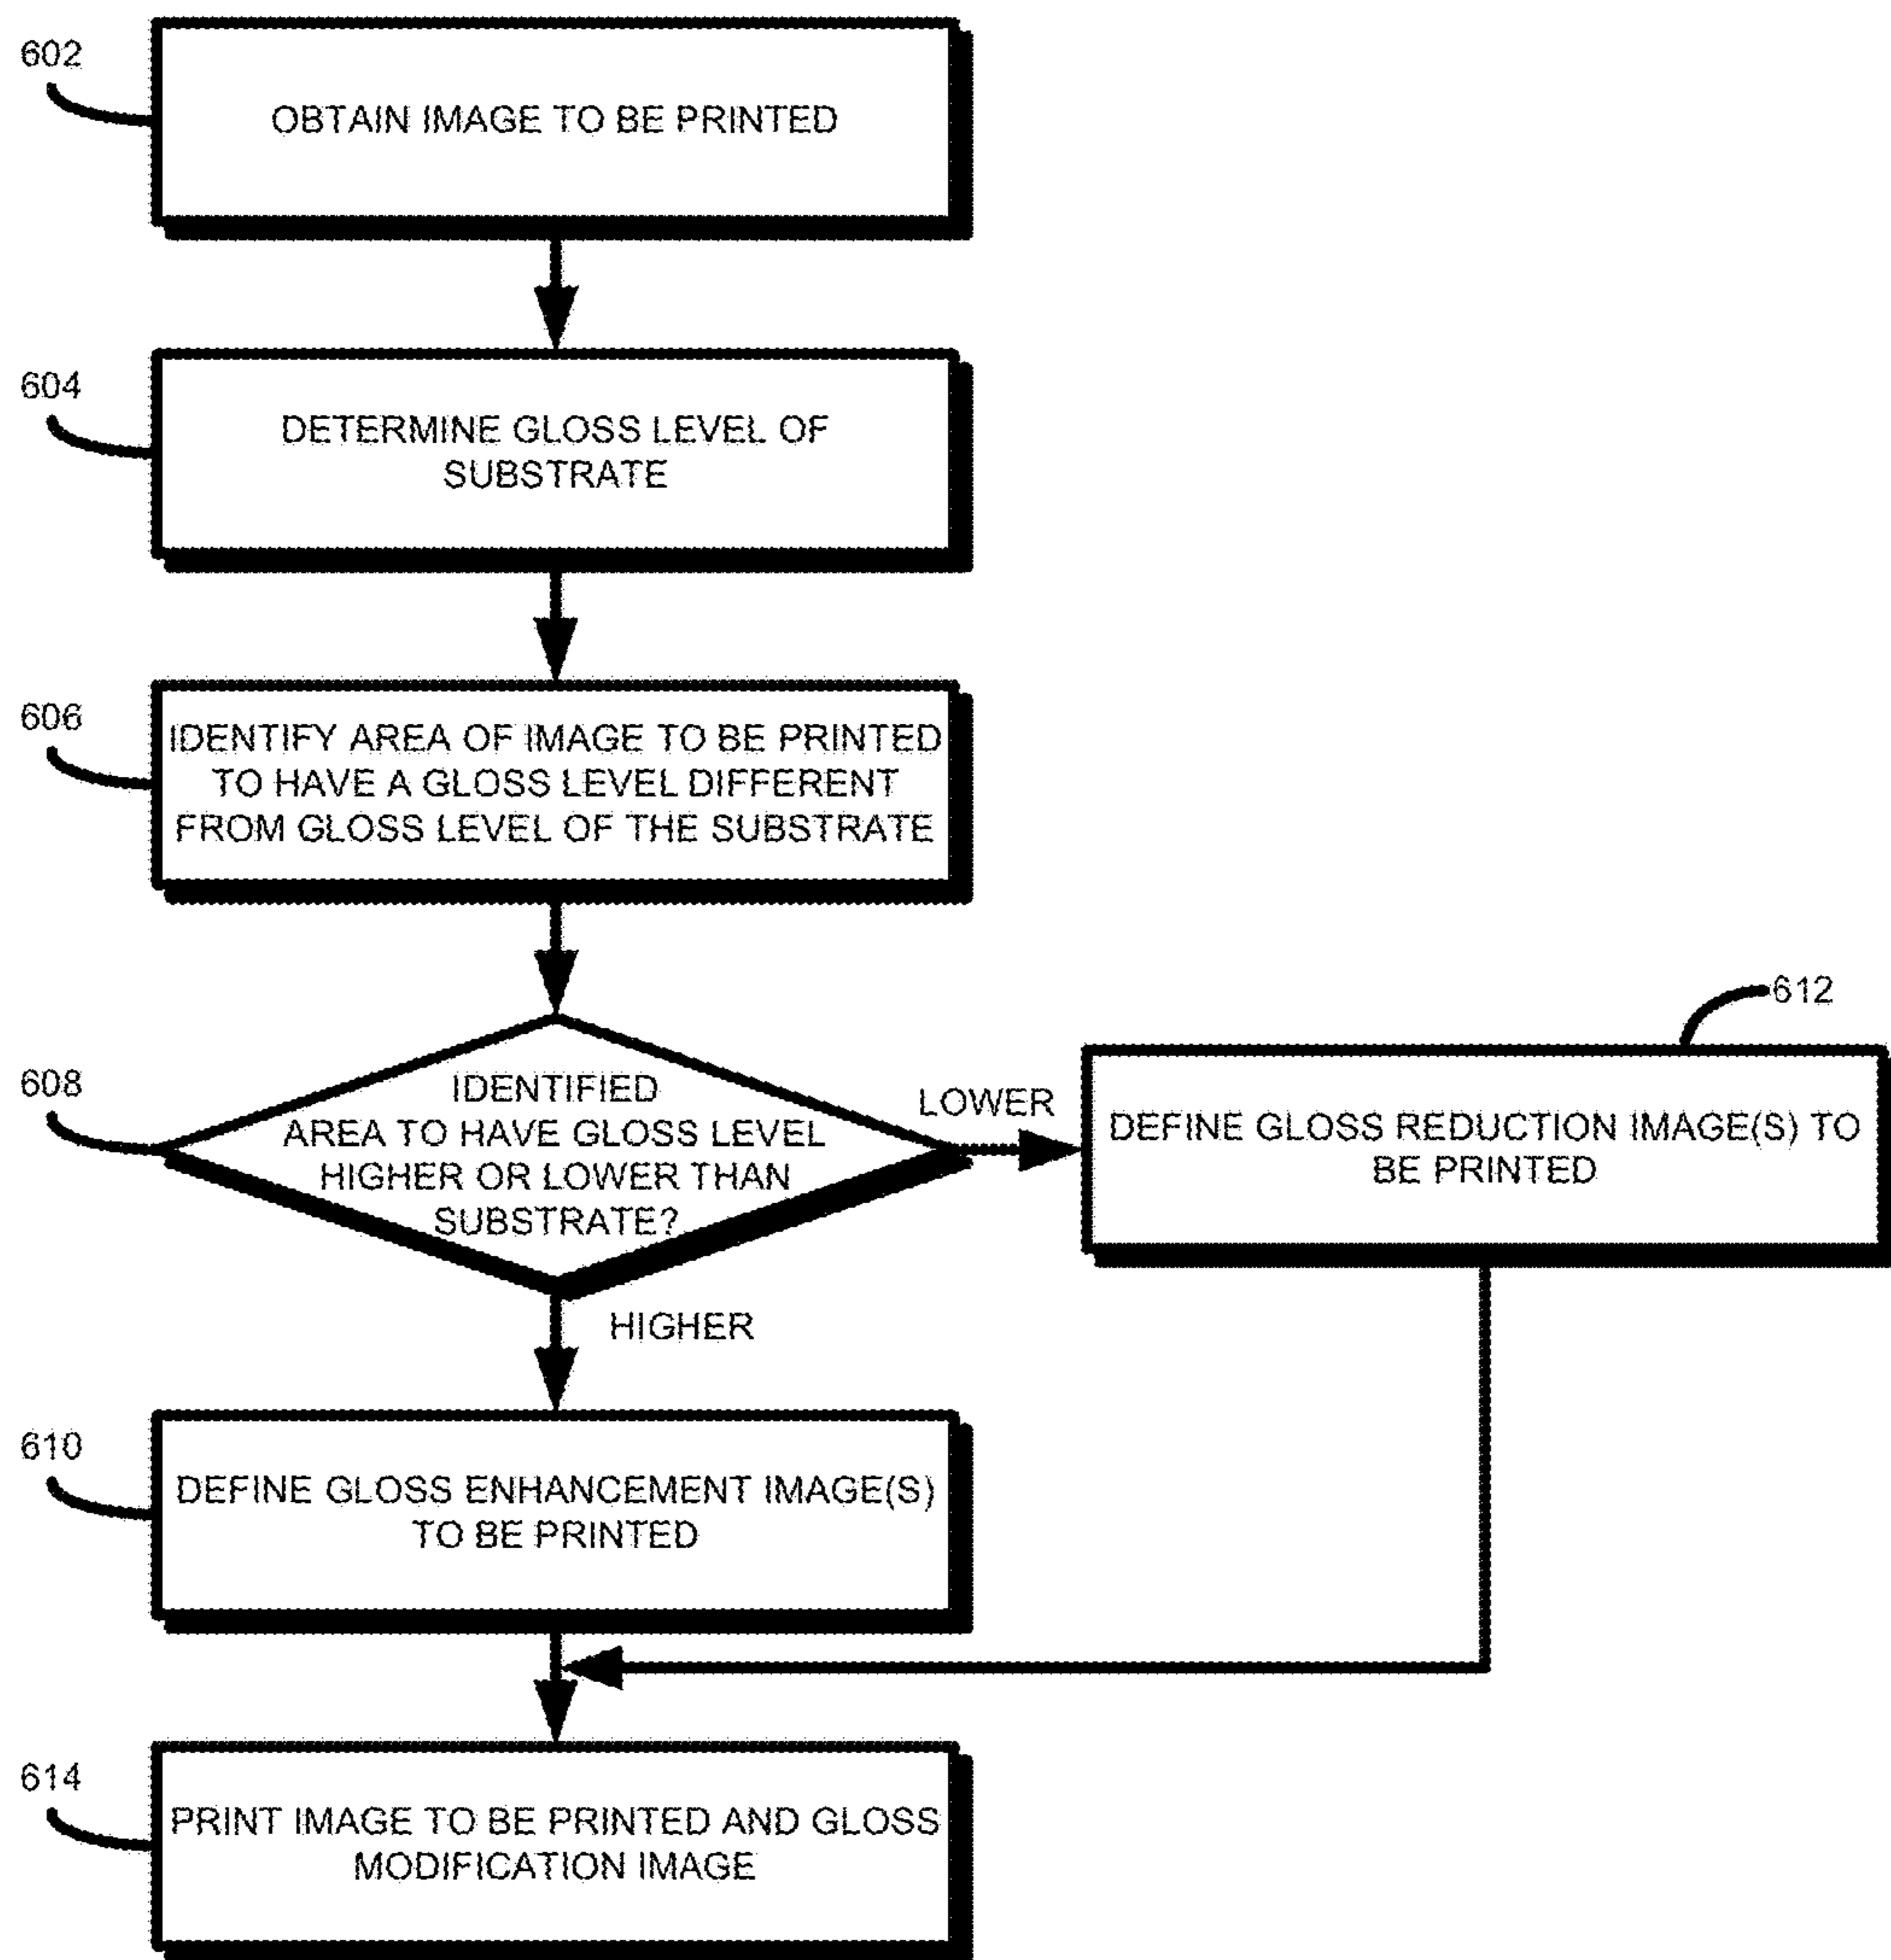 602
OBTAIN IMAGE TO BE PRINTED
604
DETERMINE GLOSS LEVEL OF
SUBSTRATE
606
IDENTIFY AREA OF IMAGE TO BE PRINTED
TO HAVE A GLOSS LEVEL DIFFERENT
FROM GLOSS LEVEL OF THE SUBSTRATE
608
IDENTIFIED
AREA TO HAVE GLOSS LEVEL
HIGHER OR LOWER THAN
SUBSTRATE?
LOWER
612
DEFINE GLOSS REDUCTION IMAGE(S) TO
BE PRINTED
HIGHER
610
DEFINE GLOSS ENHANCEMENT IMAGE(S)
TO BE PRINTED
614
PRINT IMAGE TO BE PRINTED AND GLOSS
MODIFICATION IMAGE